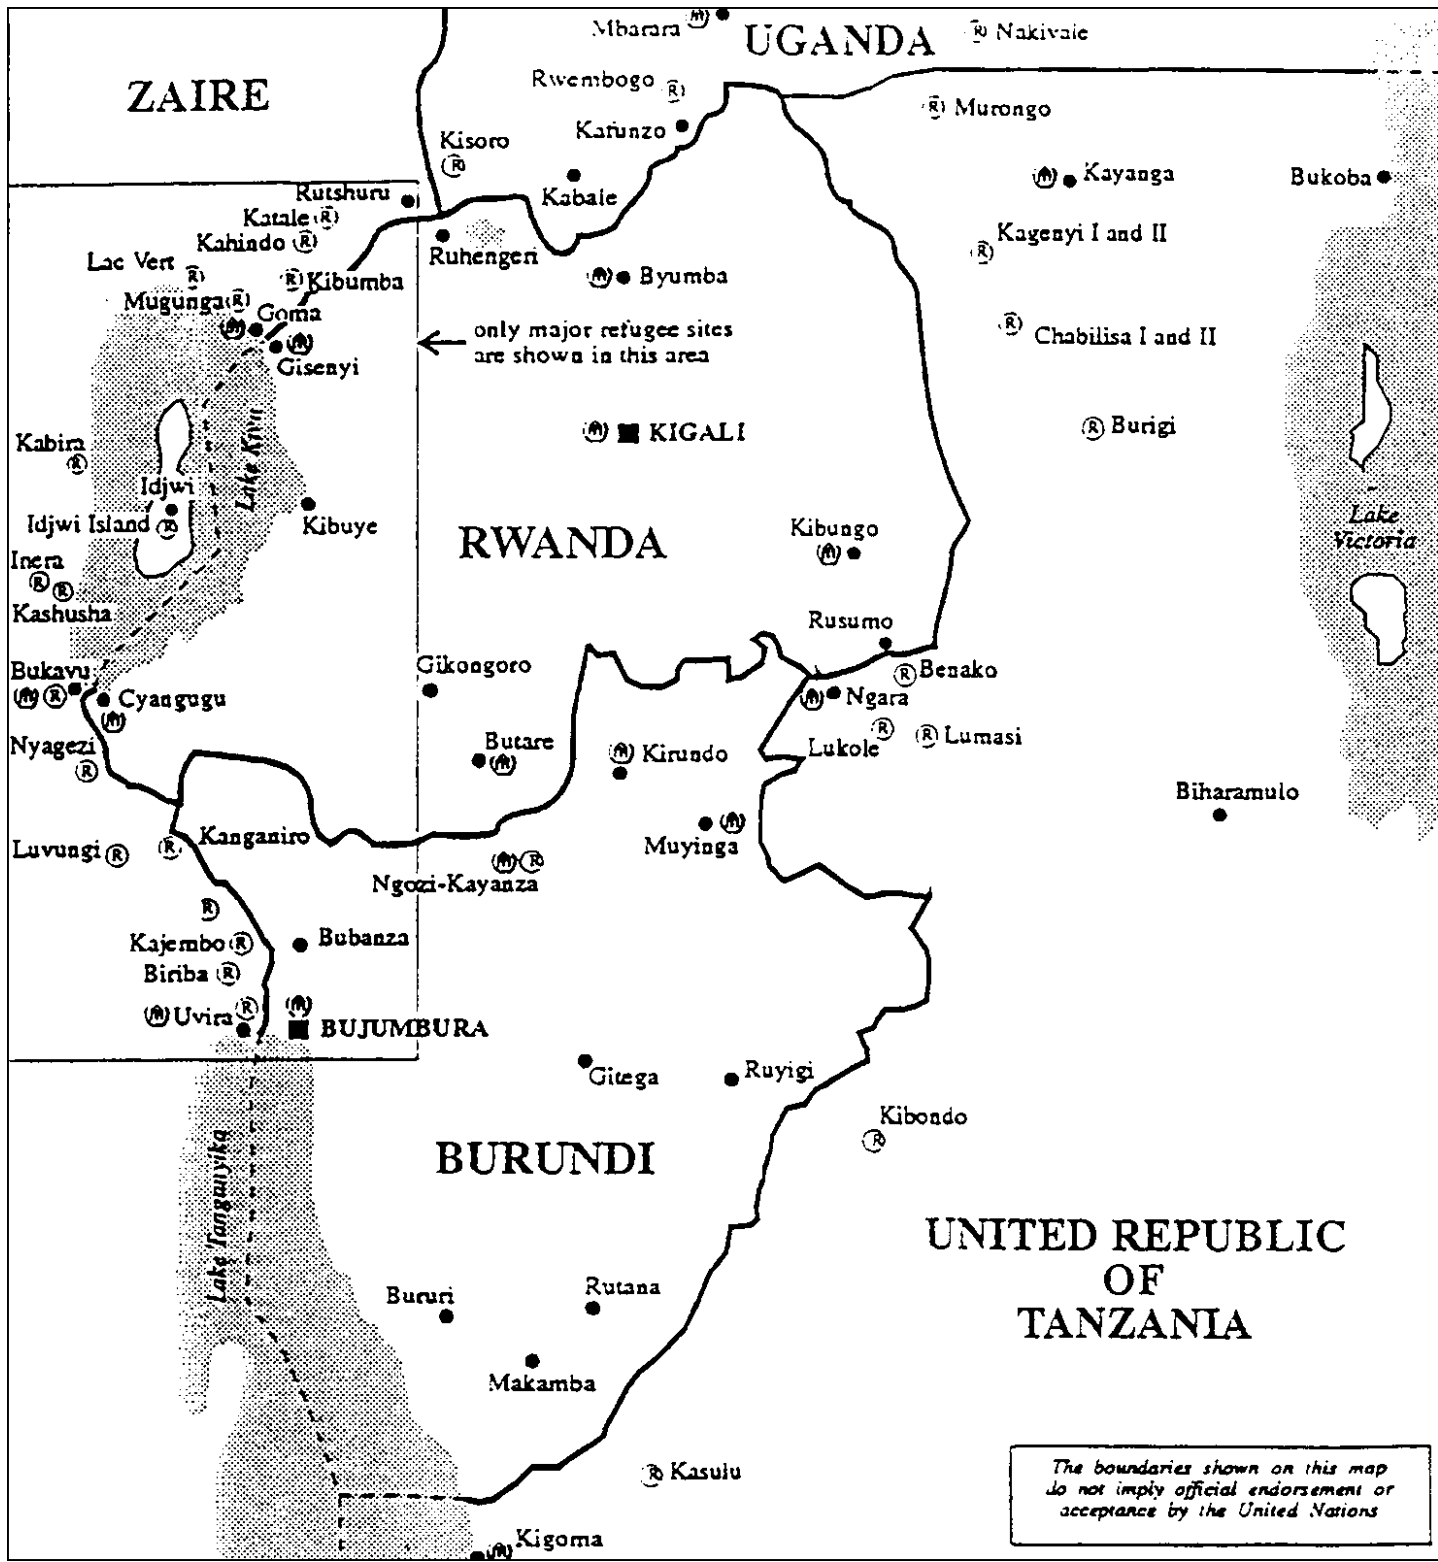 Mbarara
UGANDA
Nakivale
ZAIRE
Rwembogo R
R Murongo
Kafunzo
Kisoro
R
Kabale
Kayanga
Bukoba
Rutshuru
Katale R
Kahindo R
Ruhengeri
Kagenyi I and II
R
Lac Vert
R
R Kibumba
Byumba
Mugunga R
Goma
Gisenyi
only major refugee sites
are shown in this area
R
Chabilisa I and II
Kabira
R
Lake Kivu
KIGALI
R Burigi
Idjwi
Idjwi Island R
Kibuye
RWANDA
Kibungo
Lake
Victoria
Inera
R R
Kashusha
Rusumo
Bukavu
R
Cyangugu
Gikongoro
R Benako
Ngara
Nyagezi
R
Butare
Kirundo
R
Lukole
R Lumasi
Biharamulo
Luvungi R
R Kanganiro
Muyinga
R
Ngozi-Kayanza
R
Kajembo R
Bubanza
Biriba R
Uvira
R
BUJUMBURA
Gitega
Ruyigi
Kibondo
R
BURUNDI
Lake Tanganyika
UNITED REPUBLIC
OF
TANZANIA
Bururi
Rutana
Makamba
R Kasulu
The boundaries shown on this map
do not imply official endorsement or
acceptance by the United Nations
Kigoma